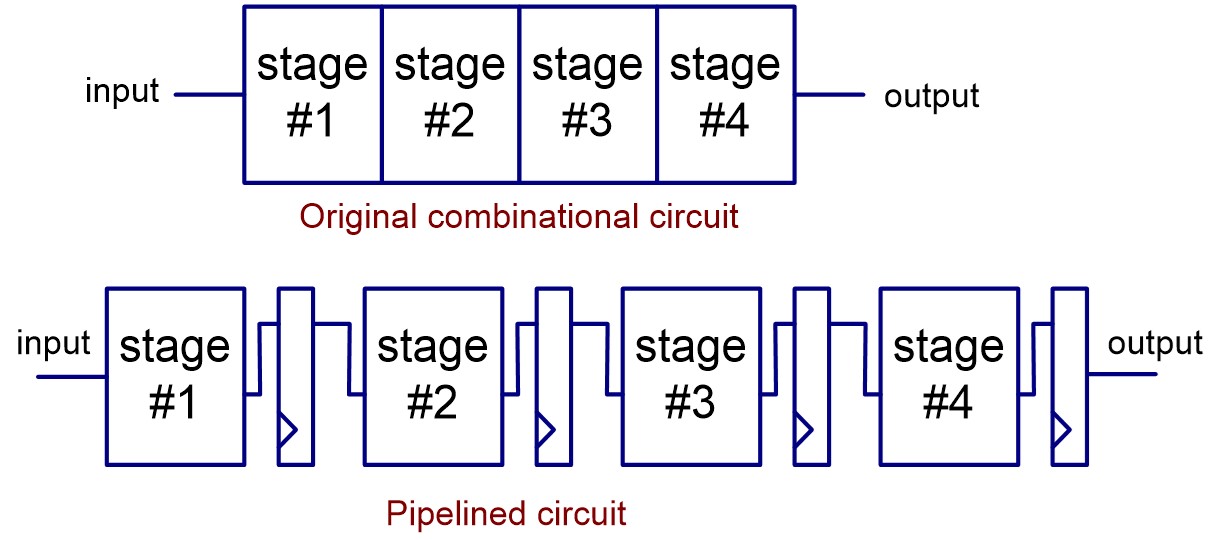 input
stage
#1
stage
#2
stage
#3
stage
#4
output
Original combinational circuit
input
stage
#1
stage
#2
stage
#3
stage
#4
output
Pipelined circuit